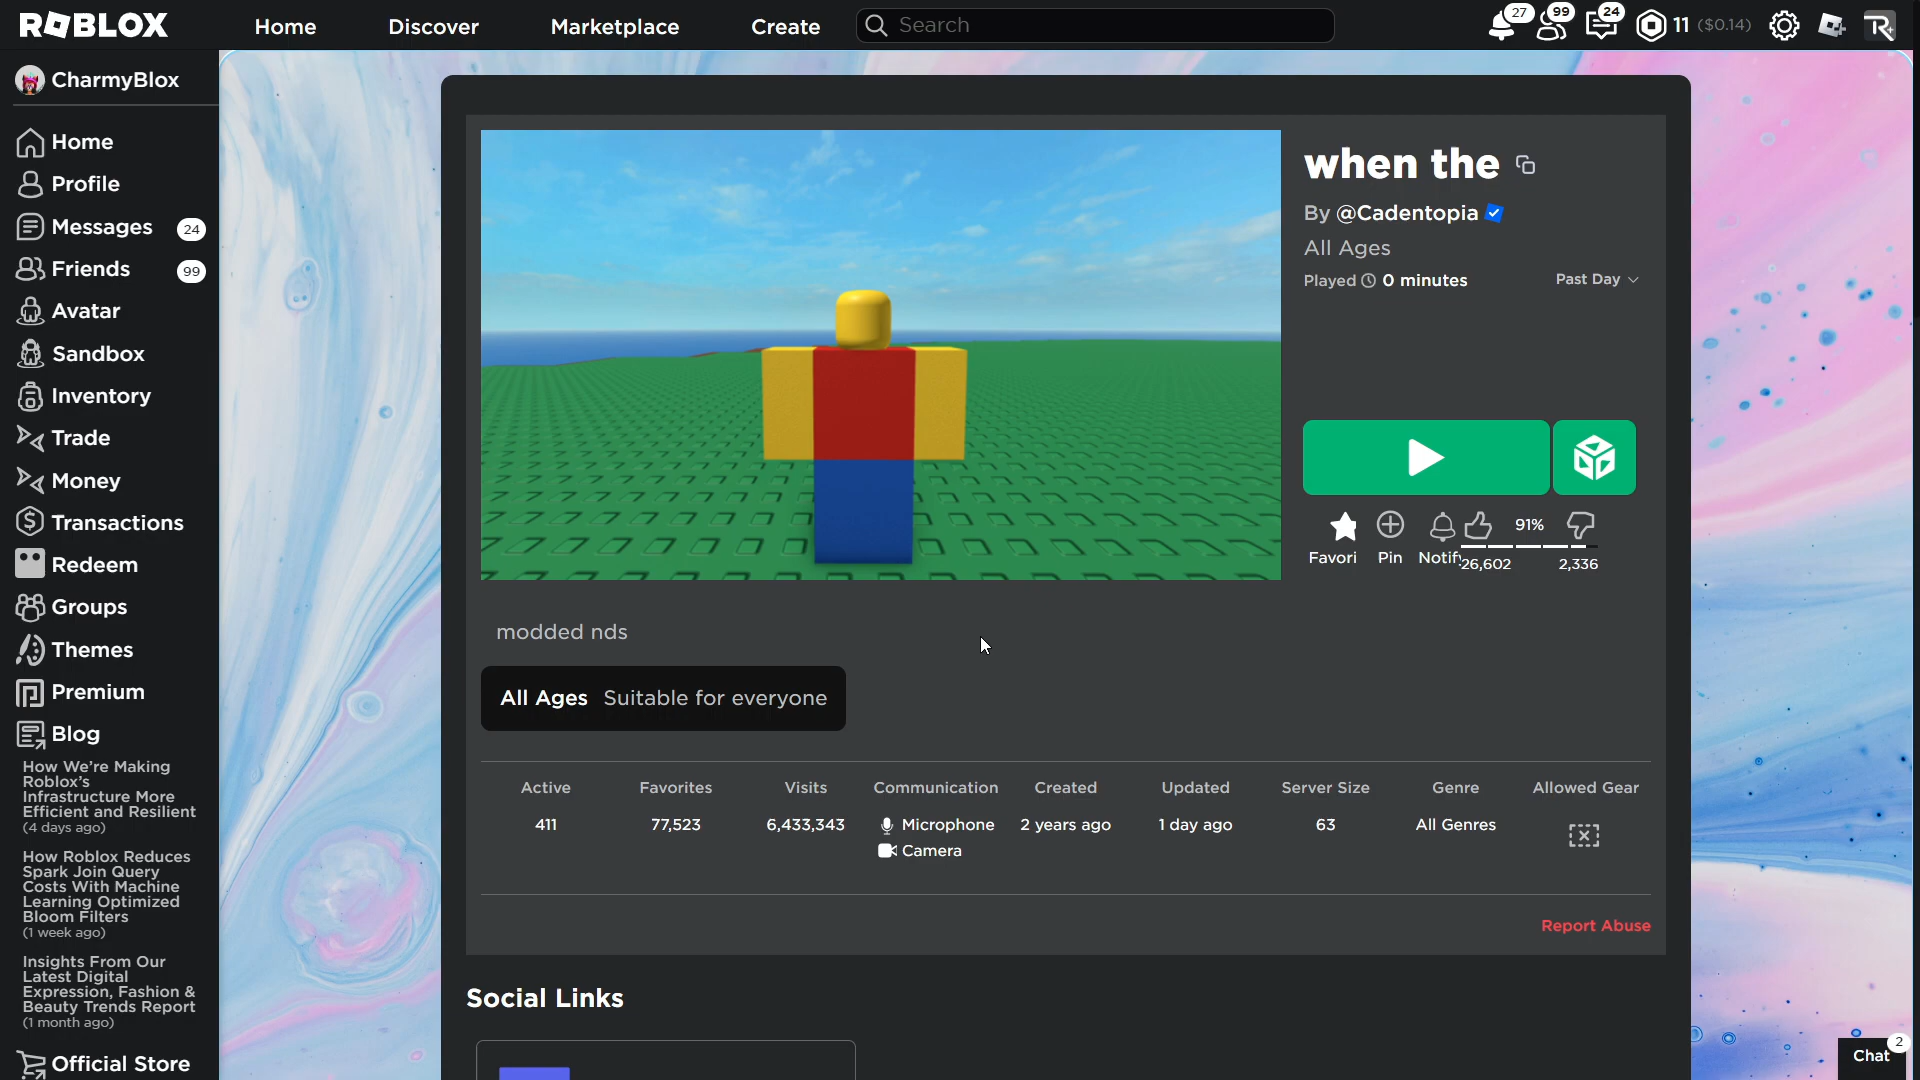 ROBLOX
Home
Discover
Marketplace
Create
Search
27
99
24
11 ($0.14)
CharmyBlox
Home
Profile
Messages 24
Friends 99
Avatar
Sandbox
Inventory
Trade
Money
Transactions
Redeem
Groups
Themes
Premium
Blog
How We're Making
Roblox's
Infrastructure More
Efficient and Resilient
(4 days ago)
How Roblox Reduces
Spark Join Query
Costs With Machine
Learning Optimized
Bloom Filters
(1 week ago)
Insights From Our
Latest Digital
Expression, Fashion &
Beauty Trends Report
(1 month ago)
Official Store
when the
By @Cadentopia
All Ages
Played 0 minutes
Past Day
Favori
Pin
Notify
91%
26,602
2,336
modded nds
All Ages Suitable for everyone
Active
Favorites
Visits
Communication
Created
Updated
Server Size
Genre
Allowed Gear
411
77,523
6,433,343
Microphone
Camera
2 years ago
1 day ago
63
All Genres
Report Abuse
Social Links
Chat
2